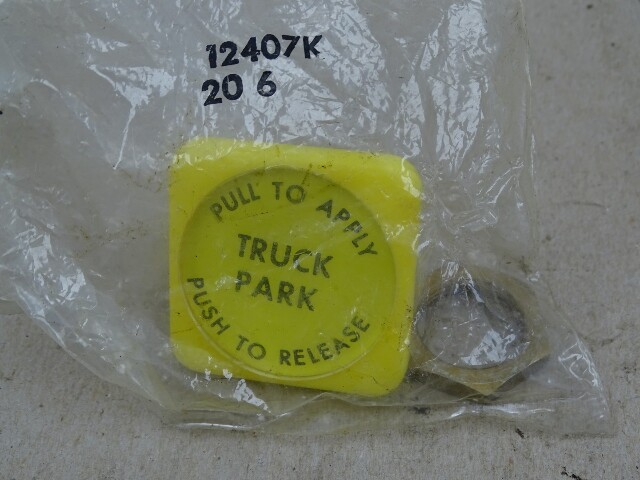 12407K
20 6
PULL TO APPLY
TRUCK
PARK
PUSH TO RELEASE